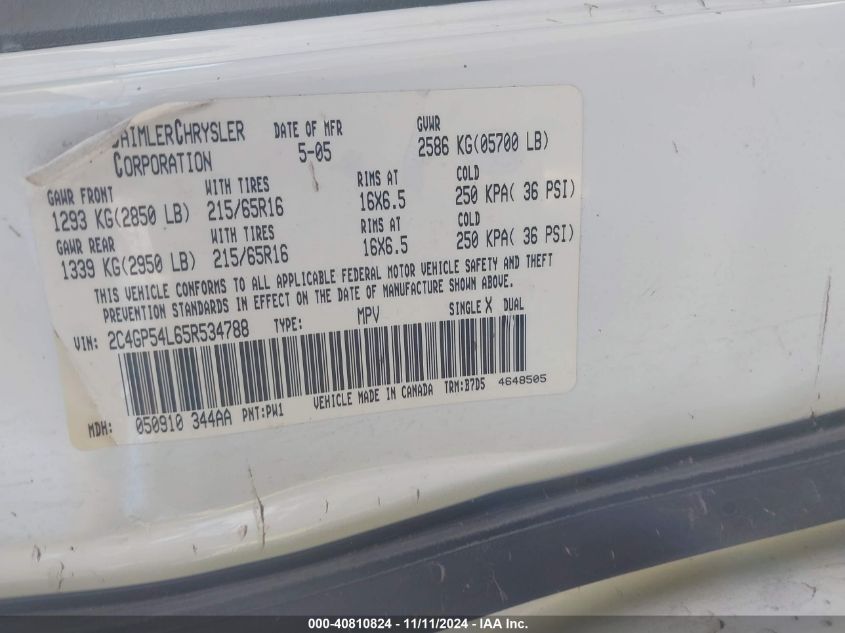 DAIMLERCHRYSLER CORPORATION DATE OF MFR 5-05 GVWR 2586 KG(05700 LB)
GAWR FRONT WITH TIRES RIMS AT COLD
1293 KG(2850 LB) 215/65R16 16X6.5 250 KPA( 36 PSI)
GAWR REAR WITH TIRES RIMS AT COLD
1339 KG(2950 LB) 215/65R16 16X6.5 250 KPA( 36 PSI)
THIS VEHICLE CONFORMS TO ALL APPLICABLE FEDERAL MOTOR VEHICLE SAFETY AND THEFT
PREVENTION STANDARDS IN EFFECT ON THE DATE OF MANUFACTURE SHOWN ABOVE.
VIN: 2C4GP54L65R534788 TYPE: MPV SINGLE X DUAL
MDH: 050910 344AA PNT:PW1 VEHICLE MADE IN CANADA TRM:B7D5 4648505
000-40810824 - 11/11/2024 - IAA Inc.